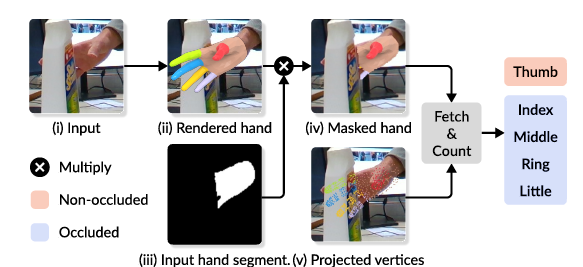 (i) Input
(ii) Rendered hand
(iv) Masked hand
Fetch
&
Count
Thumb
Index
Middle
Ring
Little
Multiply
Non-occluded
Occluded
(iii) Input hand segment.
(v) Projected vertices